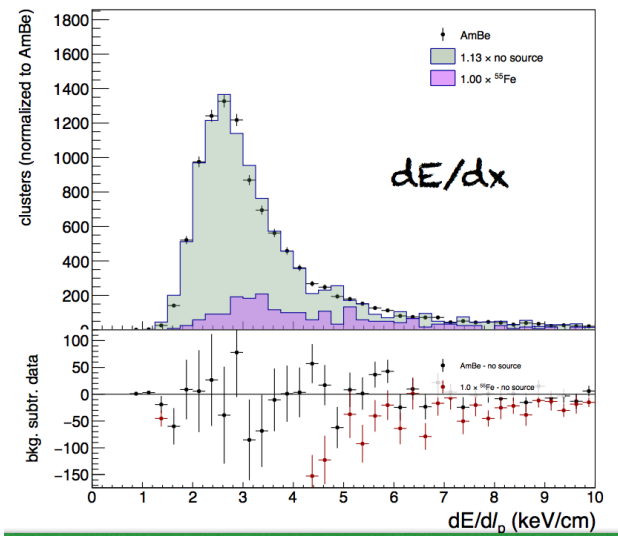 1800
1600
1400
1200
1000
800
600
400
200
clusters (normalized to AmBe)
AmBe
1.13 × no source
1.00 × ⁵⁵Fe
dE/dx
100
50
0
−50
−100
−150
bkg. subtr. data
AmBe - no source
1.0 × ⁵⁵Fe - no source
0 1 2 3 4 5 6 7 8 9 10
dE/dlₚ (keV/cm)